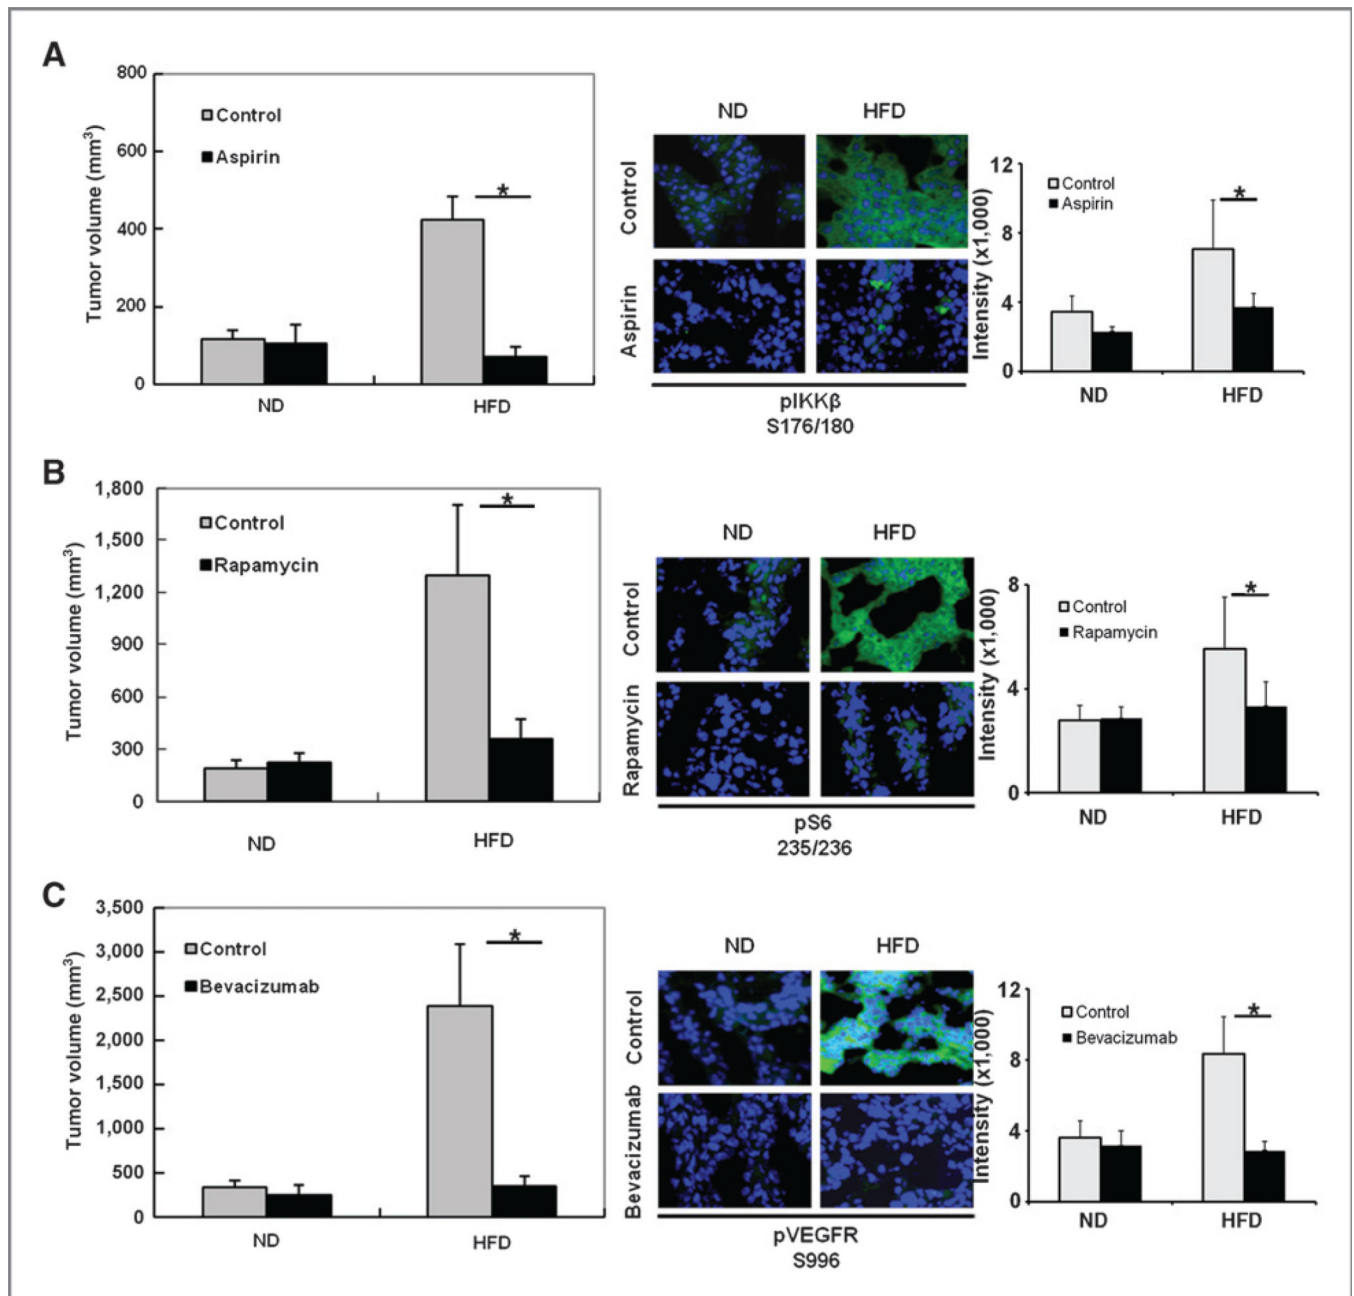 A
Tumor volume (mm³)
800
600
400
200
0
Control
Aspirin
*
ND
HFD
ND
HFD
Control
Aspirin
pIKKβ
S176/180
Intensity (x1,000)
12
8
4
0
Control
Aspirin
*
ND
HFD
B
Tumor volume (mm³)
1,800
1,500
1,200
900
600
300
0
Control
Rapamycin
*
ND
HFD
ND
HFD
Control
Rapamycin
pS6
235/236
Intensity (x1,000)
8
4
0
Control
Rapamycin
*
ND
HFD
C
Tumor volume (mm³)
3,500
3,000
2,500
2,000
1,500
1,000
500
0
Control
Bevacizumab
*
ND
HFD
ND
HFD
Control
Bevacizumab
pVEGFR
S996
Intensity (x1,000)
12
8
4
0
Control
Bevacizumab
*
ND
HFD